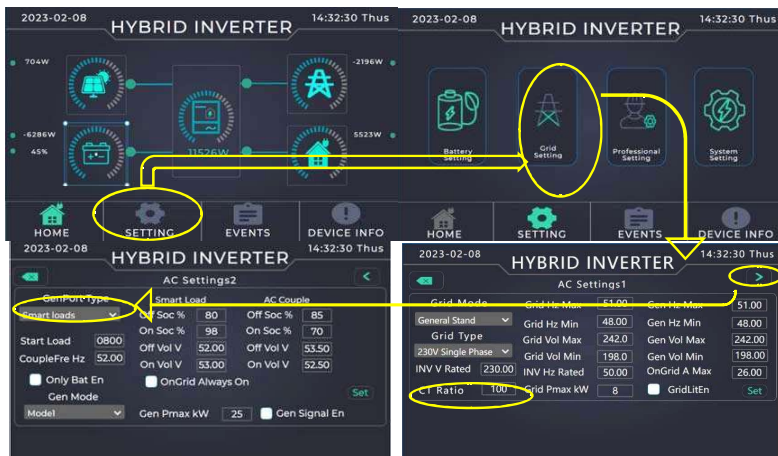 2023-02-08
HYBRID INVERTER
14:32:30 Thus
704W
-2196W
-6286W
45%
11526W
5523W
HOME
SETTING
EVENTS
DEVICE INFO
2023-02-08
HYBRID INVERTER
14:32:30 Thus
Battery Setting
Grid Setting
Professional Setting
System Setting
HOME
SETTING
EVENTS
DEVICE INFO
2023-02-08
HYBRID INVERTER
14:32:30 Thus
AC Settings2
<
GenPort Type
Smart Load
AC Couple
Smart loads
Off Soc % 80
Off Soc % 85
Start Load 0800
On Soc % 98
On Soc % 70
CoupleFre Hz 52.00
Off Vol V 52.00
Off Vol V 53.50
On Vol V 53.00
On Vol V 52.50
Only Bat En
OnGrid Always On
Gen Mode
Set
Mode1
Gen Pmax kW 25
Gen Signal En
2023-02-08
HYBRID INVERTER
14:32:30 Thus
AC Settings1
>
Grid Mode
Grid Hz Max 51.00
Gen Hz Max 51.00
General Stand
Grid Hz Min 48.00
Gen Hz Min 48.00
Grid Type
Grid Vol Max 242.0
Gen Vol Max 242.00
230V Single Phase
Grid Vol Min 198.0
Gen Vol Min 198.00
INV V Rated 230.00
INV Hz Rated 50.00
OnGrid A Max 26.00
CT Ratio 100
Grid Pmax kW 8
GridLitEn
Set